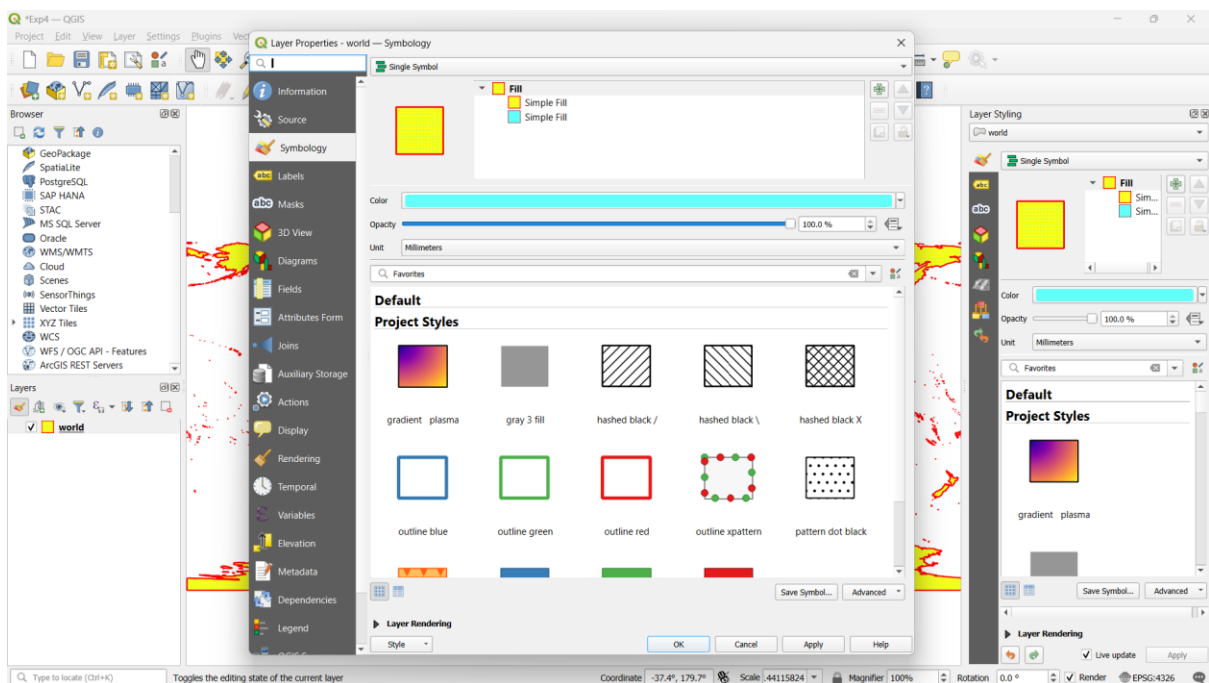 *Exp4 — QGIS
Project Edit View Layer Settings Plugins Vec
Browser
GeoPackage
SpatiaLite
PostgreSQL
SAP HANA
STAC
MS SQL Server
Oracle
WMS/WMTS
Cloud
Scenes
SensorThings
Vector Tiles
XYZ Tiles
WCS
WFS / OGC API - Features
ArcGIS REST Servers
Layers
world
Layer Properties - world — Symbology
Information
Source
Symbology
abc Labels
abc Masks
3D View
Diagrams
Fields
Attributes Form
Joins
Auxiliary Storage
Actions
Display
Rendering
Temporal
Variables
Elevation
Metadata
Dependencies
Legend
Single Symbol
Fill
Simple Fill
Simple Fill
Color
Opacity 100.0 %
Unit Millimeters
Favorites
Default
Project Styles
gradient plasma gray 3 fill hashed black / hashed black \ hashed black X
outline blue outline green outline red outline xpattern pattern dot black
Save Symbol... Advanced
Layer Rendering
Style OK Cancel Apply Help
Layer Styling
world
Single Symbol
abc
abc
Fill
Sim...
Sim...
Color
Opacity 100.0 %
Unit Millimeters
Favorites
Default
Project Styles
gradient plasma
Save Symbol... Advanced
Layer Rendering
Live update Apply
Type to locate (Ctrl+K) Toggles the editing state of the current layer Coordinate -37.4°, 179.7° Scale .44115824 Magnifier 100% Rotation 0.0 ° Render EPSG:4326